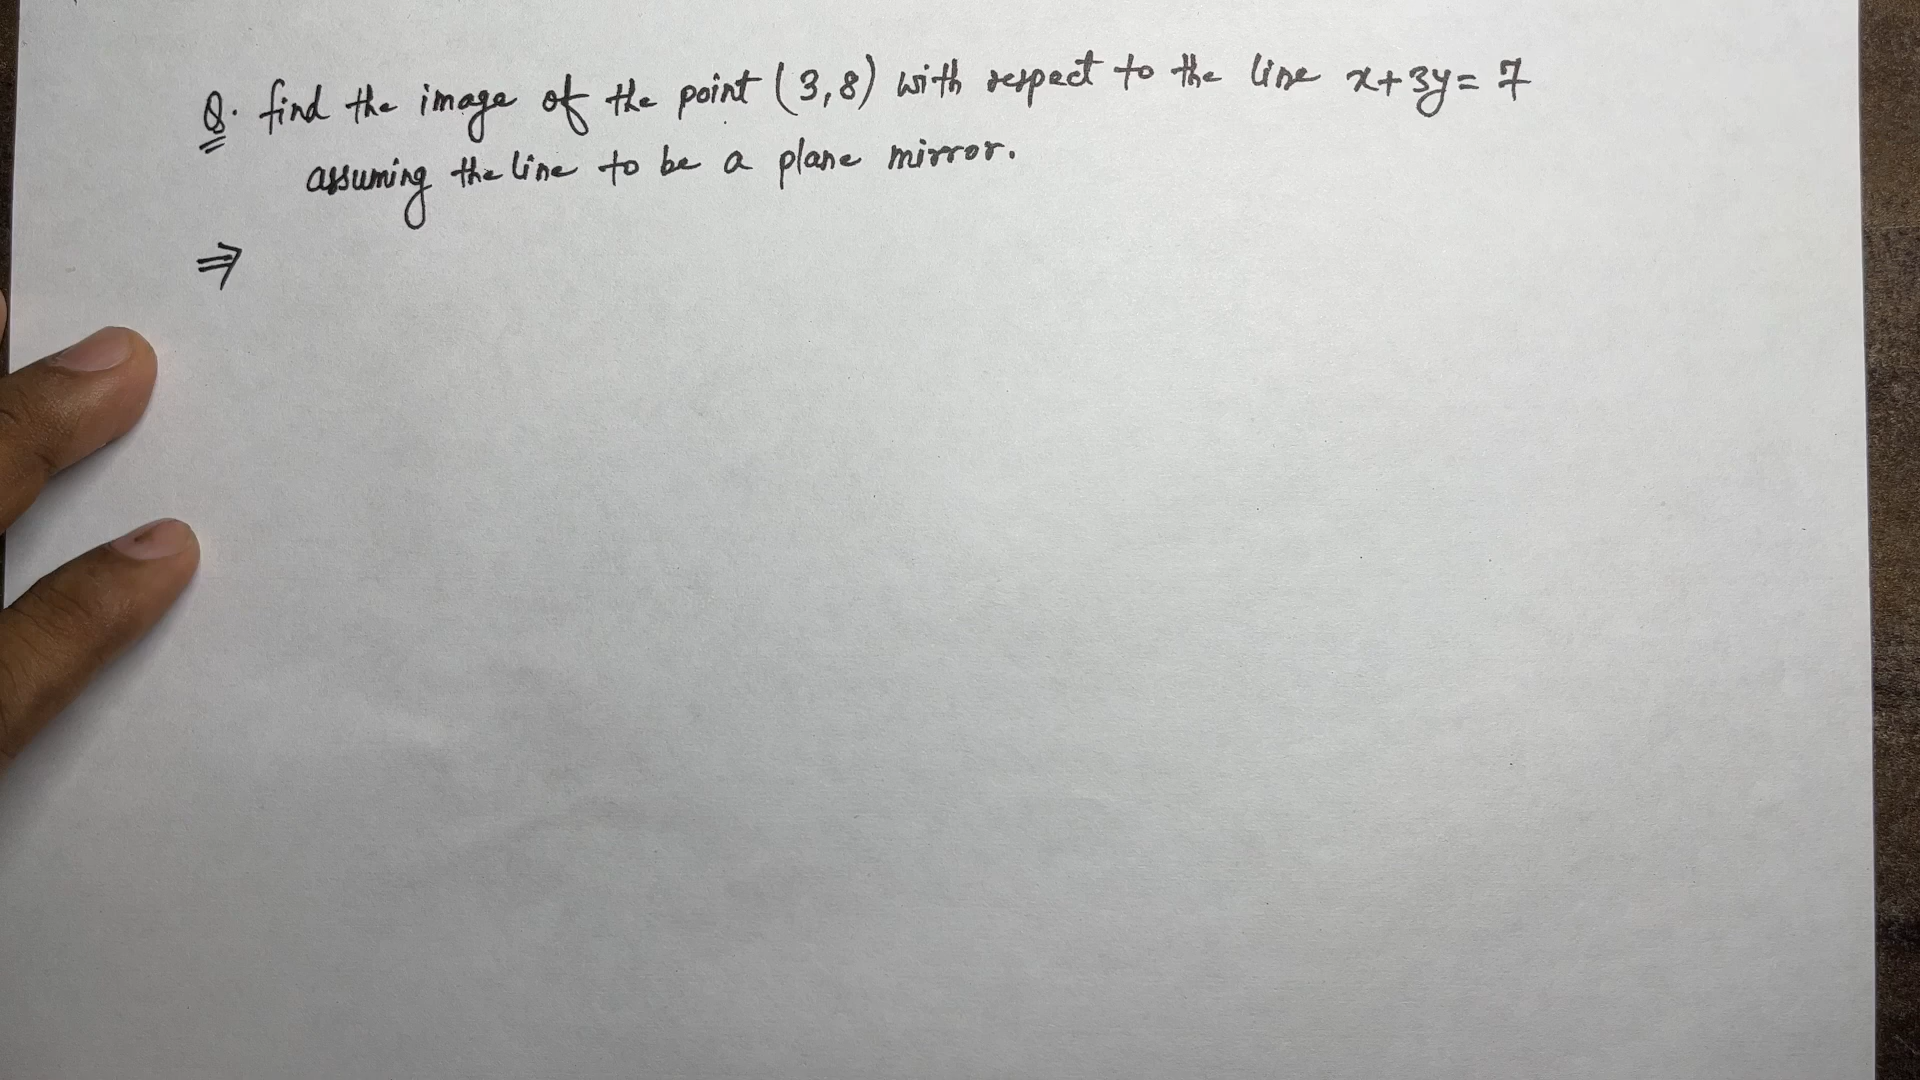 Q. find the image of the point (3,8) with respect to the line x+3y=7
assuming the line to be a plane mirror.
⇒